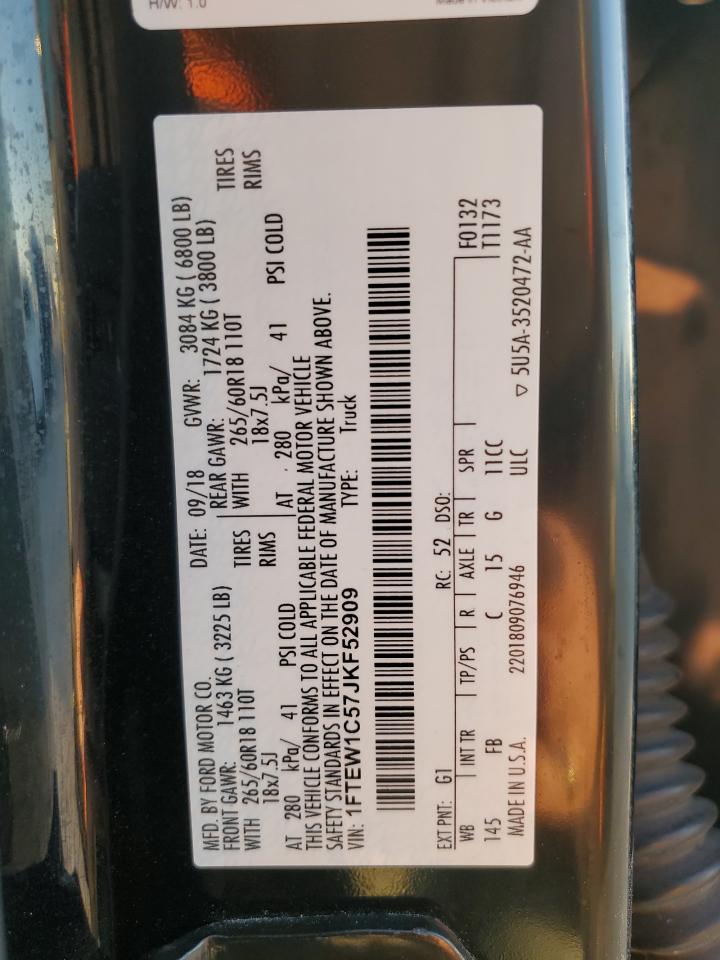 H/W: 1.0
MFD. BY FORD MOTOR CO.
DATE: 09/18
GVWR: 3084 KG ( 6800 LB)
FRONT GAWR: 1463 KG ( 3225 LB)
REAR GAWR: 1724 KG ( 3800 LB)
WITH 265/60R18 110T TIRES
WITH 265/60R18 110T TIRES
18x7.5J RIMS
18x7.5J RIMS
AT 280 kPa/ 41 PSI COLD
AT 280 kPa/ 41 PSI COLD
THIS VEHICLE CONFORMS TO ALL APPLICABLE FEDERAL MOTOR VEHICLE
SAFETY STANDARDS IN EFFECT ON THE DATE OF MANUFACTURE SHOWN ABOVE.
VIN: 1FTEW1C57JKF52909
TYPE: Truck
EXT PNT: G1
RC: 52 DSO:
F0132
WB INT TR TP/PS R AXLE TR SPR
T1173
145 FB C 15 G 11CC
ULC
MADE IN U.S.A.
2201809076946
▽ 5U5A-3520472-AA